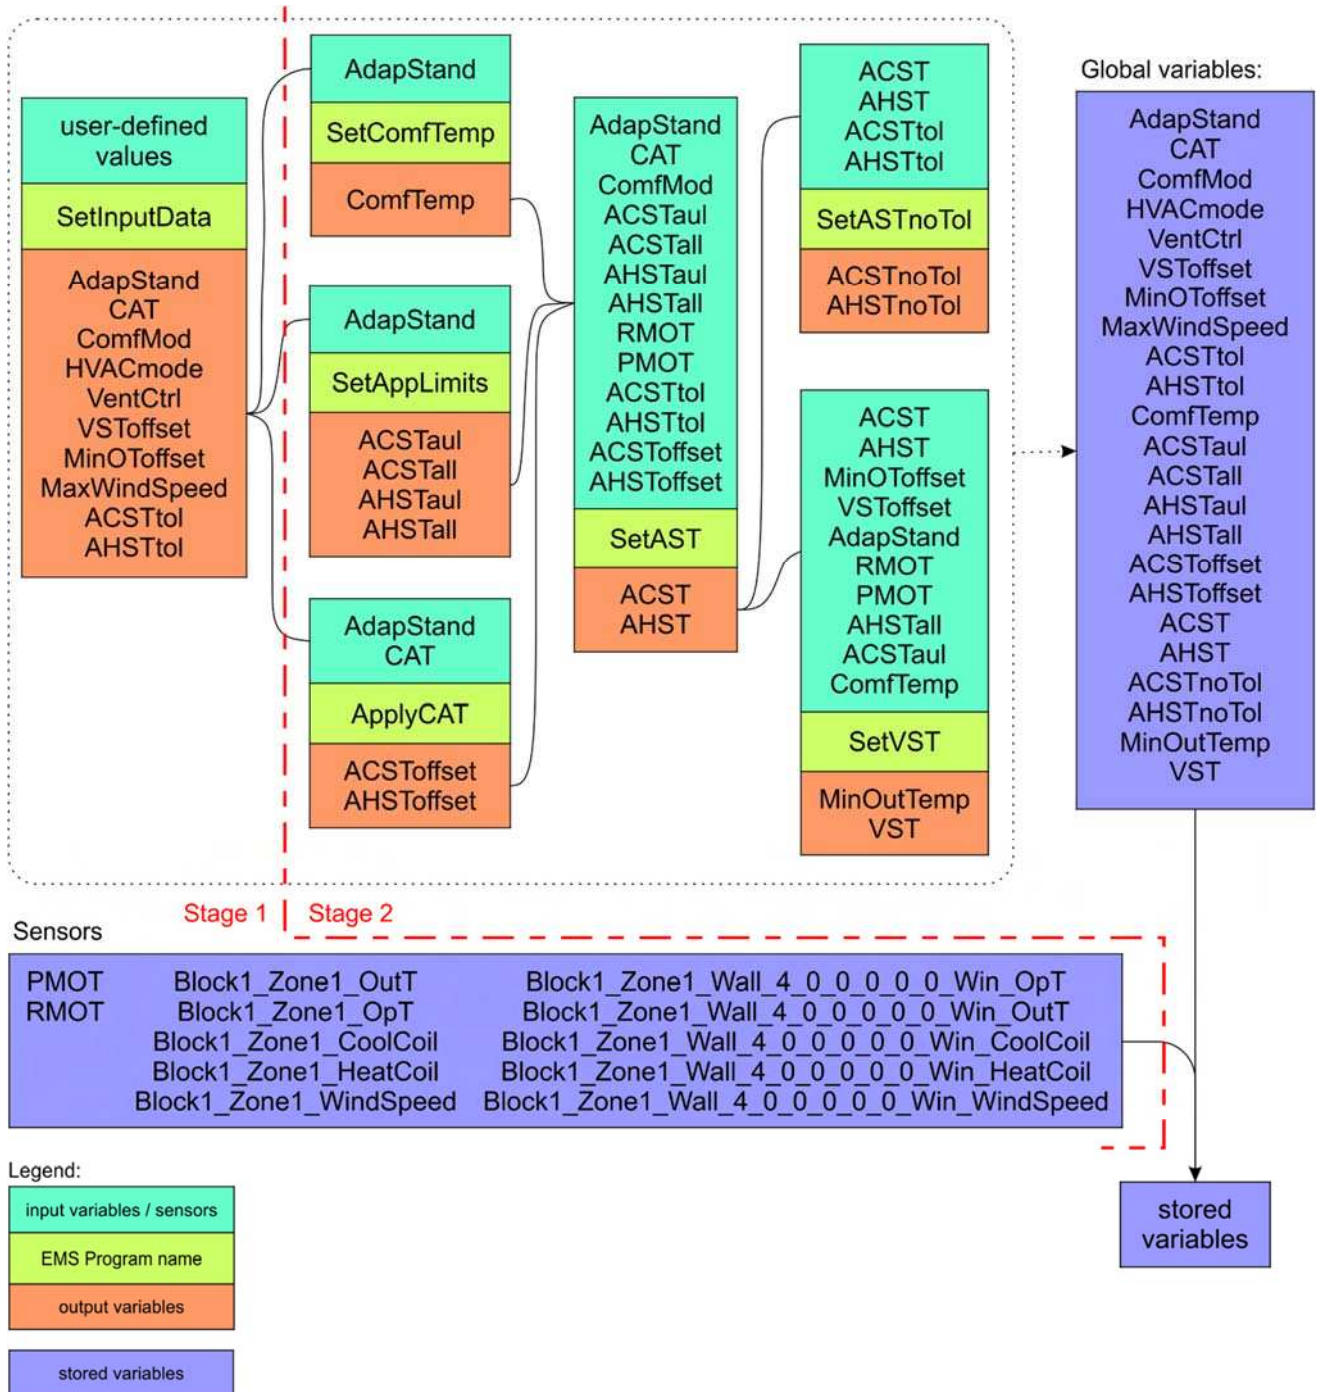 user-defined
values
SetInputData
AdapStand
CAT
ComfMod
HVACmode
VentCtrl
VSToffset
MinOToffset
MaxWindSpeed
ACSTtol
AHSTtol
AdapStand
SetComfTemp
ComfTemp
AdapStand
SetAppLimits
ACSTaul
ACSTall
AHSTaul
AHSTall
AdapStand
CAT
ApplyCAT
ACSToffset
AHSToffset
AdapStand
CAT
ComfMod
ACSTaul
ACSTall
AHSTaul
AHSTall
RMOT
PMOT
ACSTtol
AHSTtol
ACSToffset
AHSToffset
SetAST
ACST
AHST
ACST
AHST
ACSTtol
AHSTtol
SetASTnoTol
ACSTnoTol
AHSTnoTol
ACST
AHST
MinOToffset
VSToffset
AdapStand
RMOT
PMOT
AHSTall
ACSTaul
ComfTemp
SetVST
MinOutTemp
VST
Global variables:
AdapStand
CAT
ComfMod
HVACmode
VentCtrl
VSToffset
MinOToffset
MaxWindSpeed
ACSTtol
AHSTtol
ComfTemp
ACSTaul
ACSTall
AHSTaul
AHSTall
ACSToffset
AHSToffset
ACST
AHST
ACSTnoTol
AHSTnoTol
MinOutTemp
VST
Stage 1
Stage 2
Sensors
PMOT Block1_Zone1_OutT Block1_Zone1_Wall_4_0_0_0_0_0_Win_OpT
RMOT Block1_Zone1_OpT Block1_Zone1_Wall_4_0_0_0_0_0_Win_OutT
Block1_Zone1_CoolCoil Block1_Zone1_Wall_4_0_0_0_0_0_Win_CoolCoil
Block1_Zone1_HeatCoil Block1_Zone1_Wall_4_0_0_0_0_0_Win_HeatCoil
Block1_Zone1_WindSpeed Block1_Zone1_Wall_4_0_0_0_0_0_Win_WindSpeed
stored
variables
Legend:
input variables / sensors
EMS Program name
output variables
stored variables